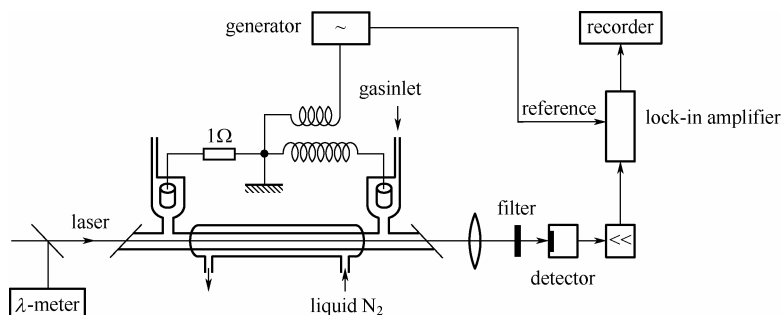 generator
~
recorder
gasinlet
reference
lock-in amplifier
1Ω
laser
filter
<<
detector
λ-meter
liquid N₂